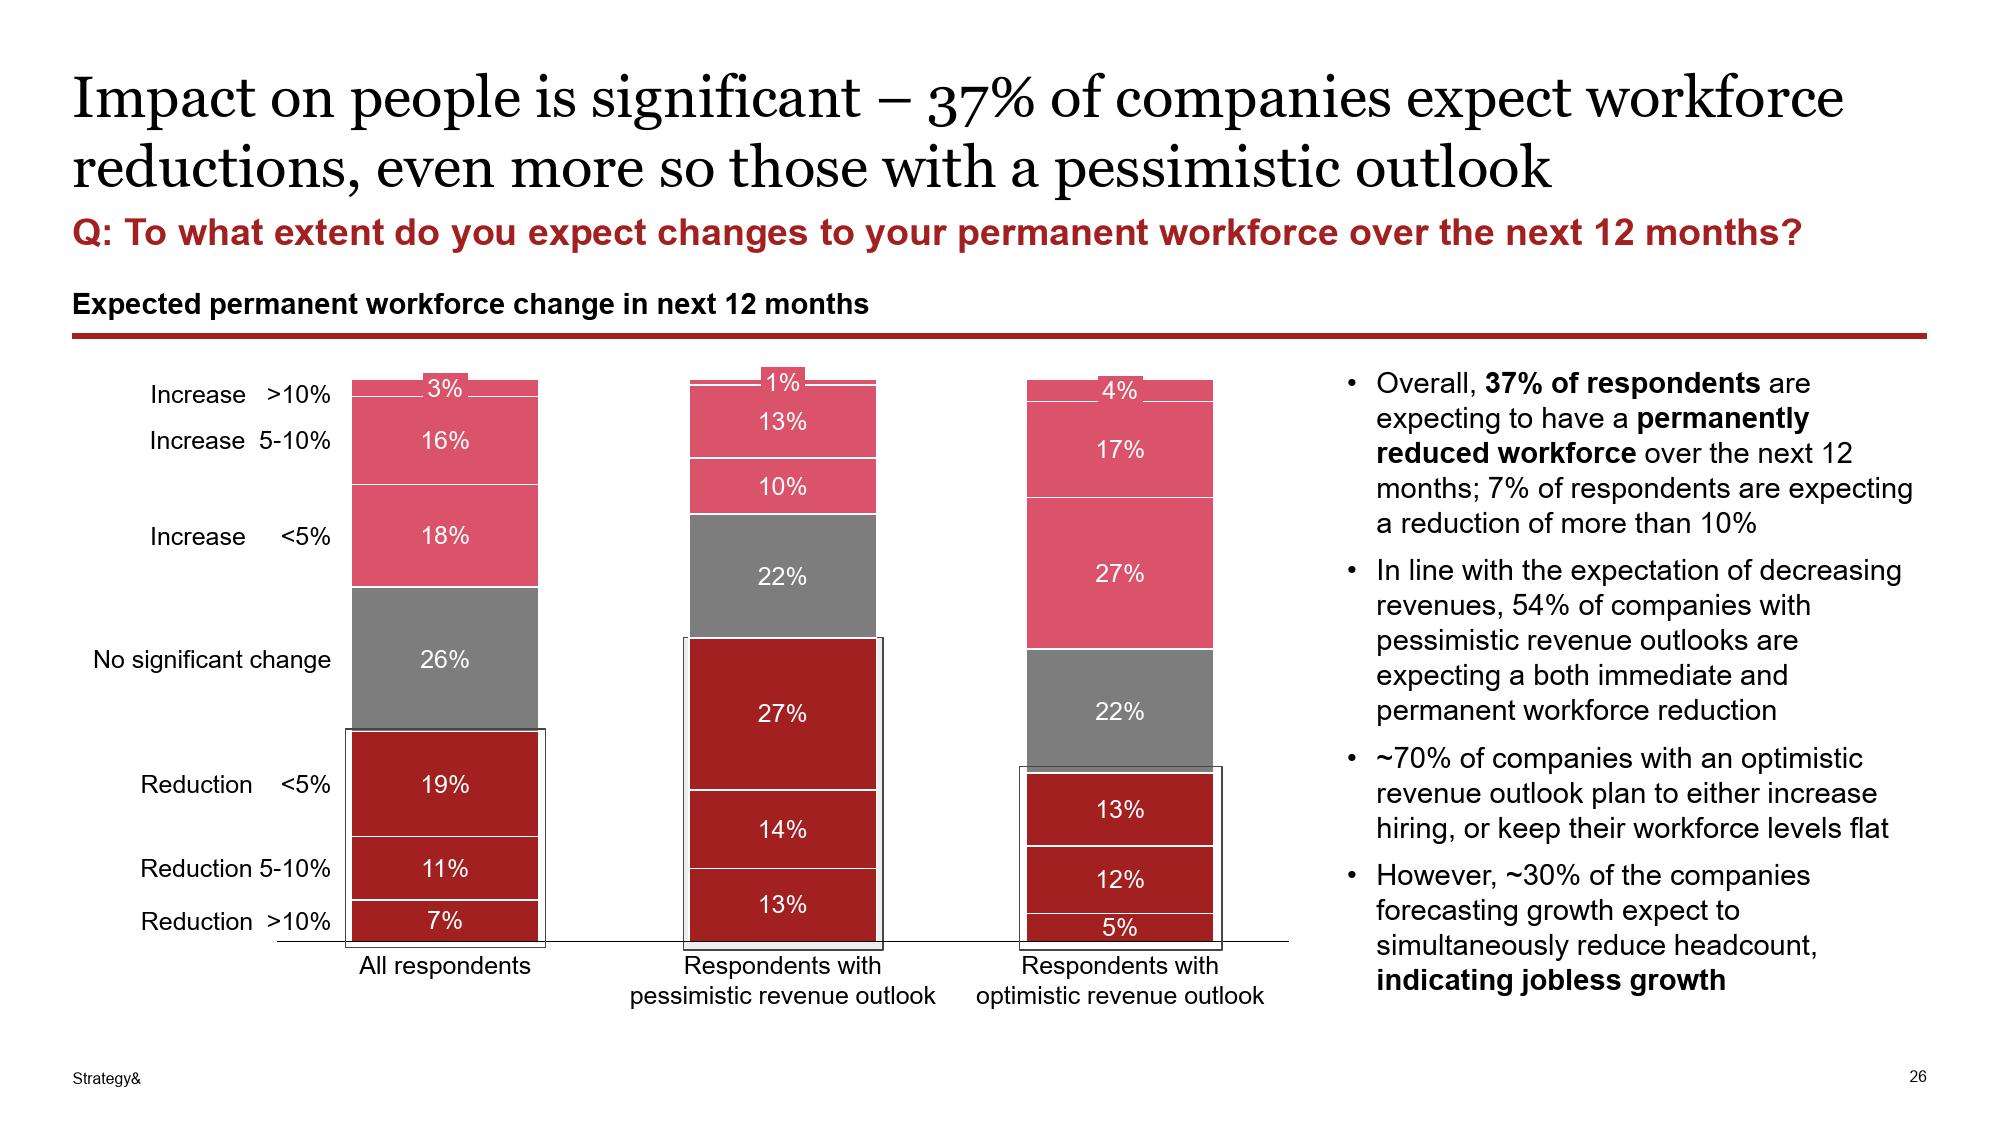 Impact on people is significant – 37% of companies expect workforce
reductions, even more so those with a pessimistic outlook
Q: To what extent do you expect changes to your permanent workforce over the next 12 months?
Expected permanent workforce change in next 12 months
Increase >10%
Increase 5-10%
Increase <5%
No significant change
Reduction <5%
Reduction 5-10%
Reduction >10%
3%
16%
18%
26%
19%
11%
7%
All respondents
1%
13%
10%
22%
27%
14%
13%
Respondents with
pessimistic revenue outlook
4%
17%
27%
22%
13%
12%
5%
Respondents with
optimistic revenue outlook
• Overall, 37% of respondents are
expecting to have a permanently
reduced workforce over the next 12
months; 7% of respondents are expecting
a reduction of more than 10%
• In line with the expectation of decreasing
revenues, 54% of companies with
pessimistic revenue outlooks are
expecting a both immediate and
permanent workforce reduction
• ~70% of companies with an optimistic
revenue outlook plan to either increase
hiring, or keep their workforce levels flat
• However, ~30% of the companies
forecasting growth expect to
simultaneously reduce headcount,
indicating jobless growth
Strategy&
26